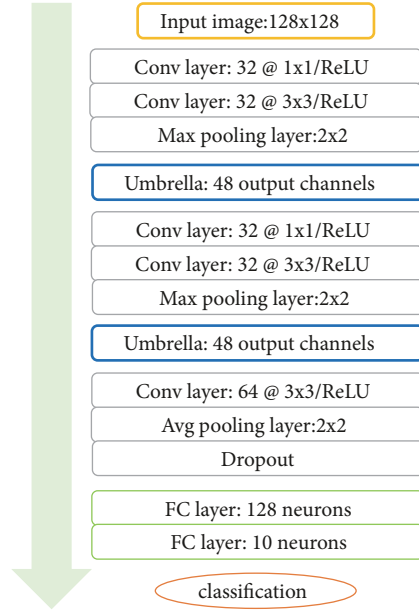 Input image:128x128
Conv layer: 32 @ 1x1/ReLU
Conv layer: 32 @ 3x3/ReLU
Max pooling layer:2x2
Umbrella: 48 output channels
Conv layer: 32 @ 1x1/ReLU
Conv layer: 32 @ 3x3/ReLU
Max pooling layer:2x2
Umbrella: 48 output channels
Conv layer: 64 @ 3x3/ReLU
Avg pooling layer:2x2
Dropout
FC layer: 128 neurons
FC layer: 10 neurons
classification